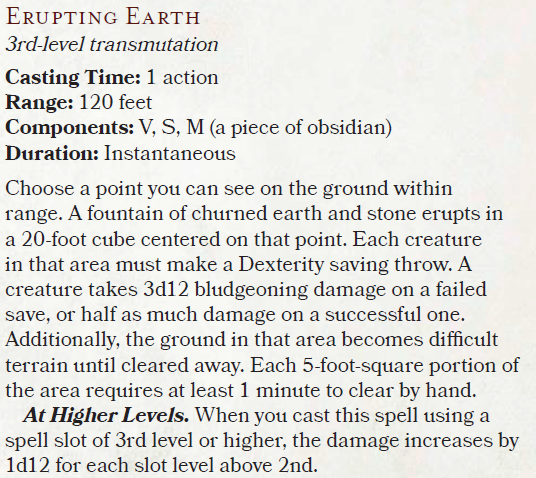 Erupting Earth
3rd-level transmutation
Casting Time: 1 action
Range: 120 feet
Components: V, S, M (a piece of obsidian)
Duration: Instantaneous
Choose a point you can see on the ground within
range. A fountain of churned earth and stone erupts in
a 20-foot cube centered on that point. Each creature
in that area must make a Dexterity saving throw. A
creature takes 3d12 bludgeoning damage on a failed
save, or half as much damage on a successful one.
Additionally, the ground in that area becomes difficult
terrain until cleared away. Each 5-foot-square portion of
the area requires at least 1 minute to clear by hand.
At Higher Levels. When you cast this spell using a
spell slot of 3rd level or higher, the damage increases by
1d12 for each slot level above 2nd.